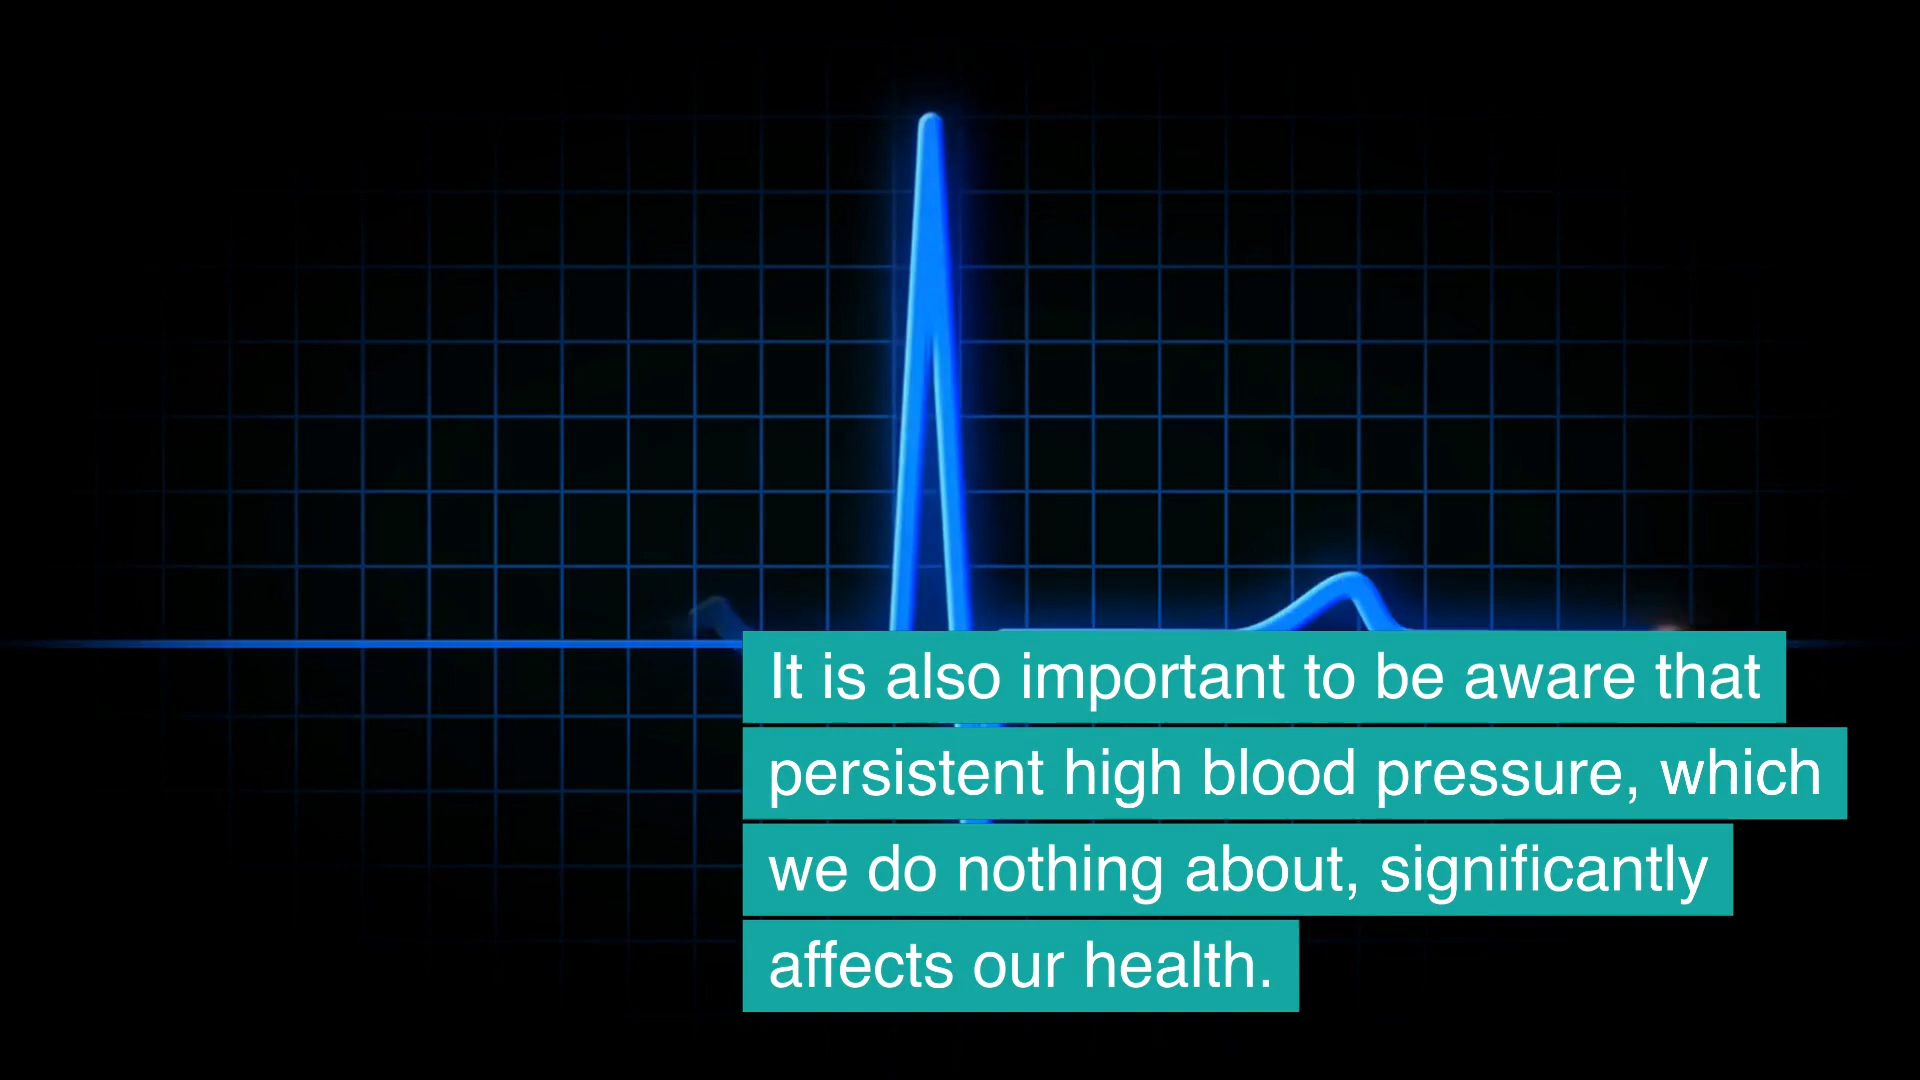 It is also important to be aware that
persistent high blood pressure, which
we do nothing about, significantly
affects our health.